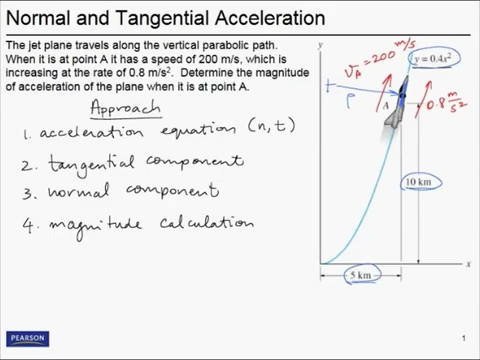 Normal and Tangential Acceleration
The jet plane travels along the vertical parabolic path.
When it is at point A it has a speed of 200 m/s, which is
increasing at the rate of 0.8 m/s². Determine the magnitude
of acceleration of the plane when it is at point A.
Approach
1. acceleration equation (n, t)
2. tangential component
3. normal component
4. magnitude calculation
y
v_A = 200 m/s
y = 0.4x²
t
ρ
A
0.8 m/s²
10 km
x
5 km
PEARSON
1